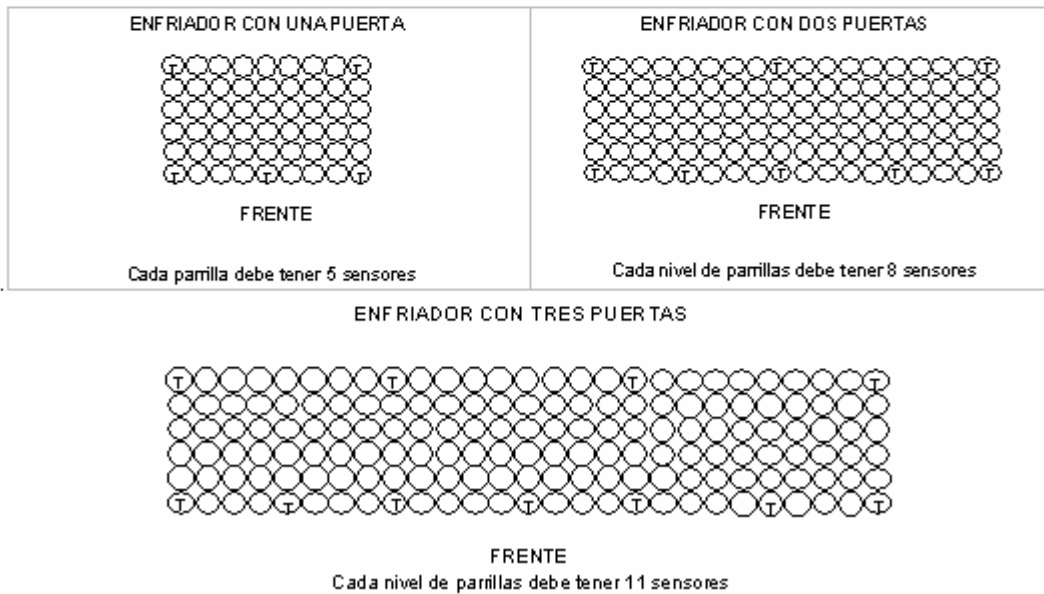 ENFRIADOR CON UNA PUERTA
T T
T T T
FRENTE
Cada parrilla debe tener 5 sensores
ENFRIADOR CON DOS PUERTAS
T T T
T T T T T
FRENTE
Cada nivel de parrillas debe tener 8 sensores
ENFRIADOR CON TRES PUERTAS
T T T T
T T T T T T T
FRENTE
Cada nivel de parrillas debe tener 11 sensores